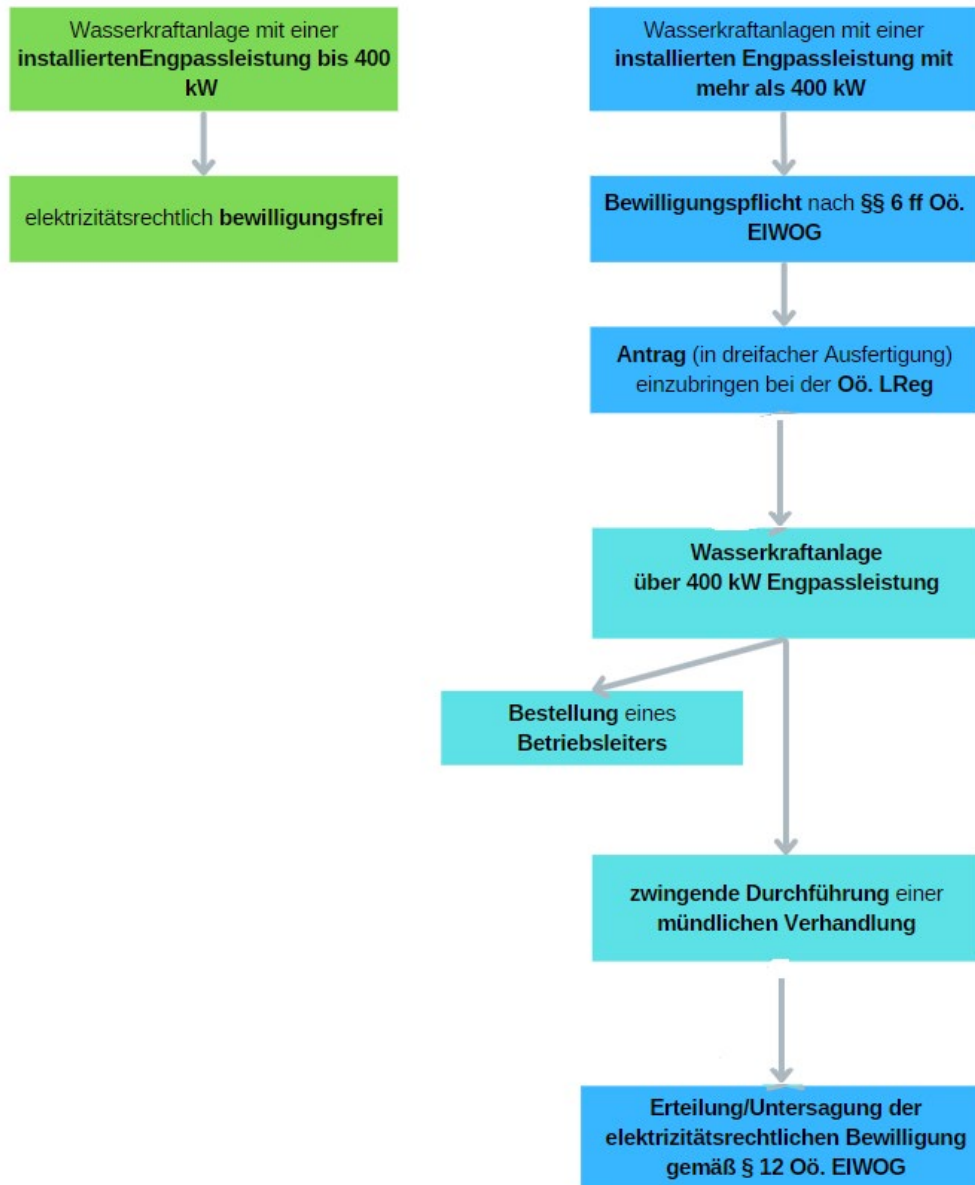 Wasserkraftanlage mit einer
installiertenEngpassleistung bis 400
kW
elektrizitätsrechtlich bewilligungsfrei
Wasserkraftanlagen mit einer
installierten Engpassleistung mit
mehr als 400 kW
Bewilligungspflicht nach §§ 6 ff Oö.
ElWOG
Antrag (in dreifacher Ausfertigung)
einzubringen bei der Oö. LReg
Wasserkraftanlage
über 400 kW Engpassleistung
Bestellung eines
Betriebsleiters
zwingende Durchführung einer
mündlichen Verhandlung
Erteilung/Untersagung der
elektrizitätsrechtlichen Bewilligung
gemäß § 12 Oö. ElWOG